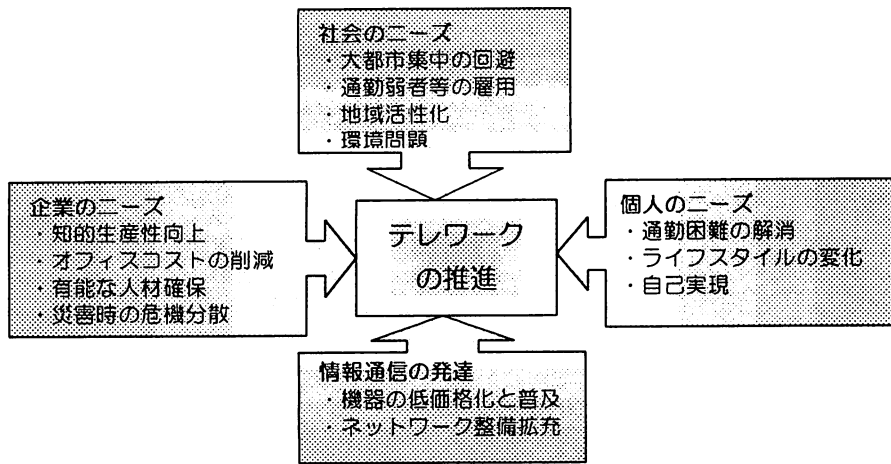 社会のニーズ
・大都市集中の回避
・通勤弱者等の雇用
・地域活性化
・環境問題
企業のニーズ
・知的生産性向上
・オフィスコストの削減
・有能な人材確保
・災害時の危機分散
テレワーク
の推進
個人のニーズ
・通勤困難の解消
・ライフスタイルの変化
・自己実現
情報通信の発達
・機器の低価格化と普及
・ネットワーク整備拡充